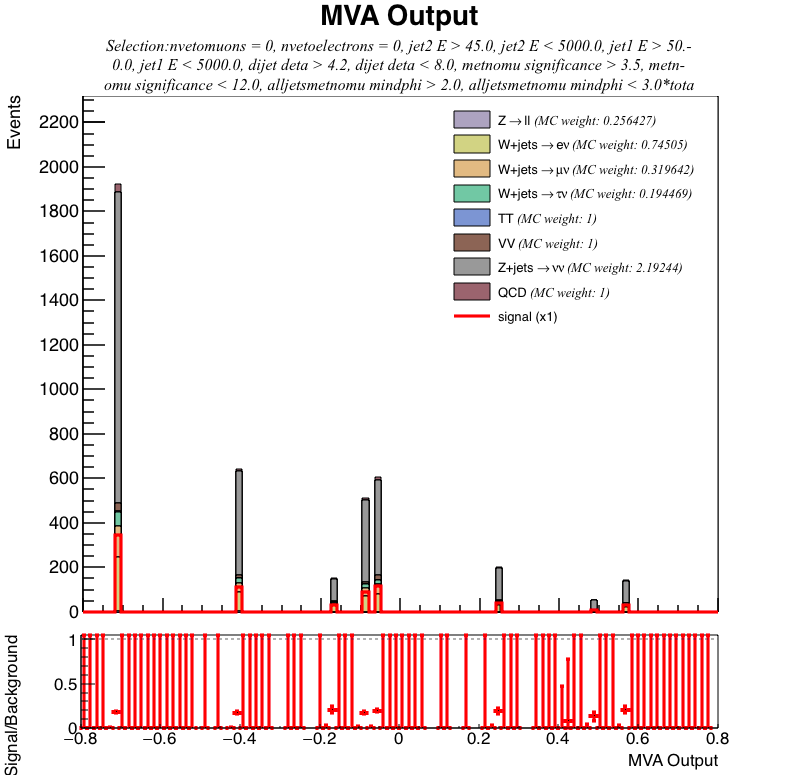 MVA Output
Selection:nvetomuons = 0, nvetoelectrons = 0, jet2 E > 45.0, jet2 E < 5000.0, jet1 E > 50.-
0.0, jet1 E < 5000.0, dijet deta > 4.2, dijet deta < 8.0, metnomu significance > 3.5, metn-
omu significance < 12.0, alljetsmetnomu mindphi > 2.0, alljetsmetnomu mindphi < 3.0*tota
Events
2200
2000
1800
1600
1400
1200
1000
800
600
400
200
0
Z→ll (MC weight: 0.256427)
W+jets→eν (MC weight: 0.74505)
W+jets→μν (MC weight: 0.319642)
W+jets→τν (MC weight: 0.194469)
TT (MC weight: 1)
VV (MC weight: 1)
Z+jets→νν (MC weight: 2.19244)
QCD (MC weight: 1)
signal (x1)
Signal/Background
1
0.5
0
−0.8 −0.6 −0.4 −0.2 0 0.2 0.4 0.6 0.8
MVA Output